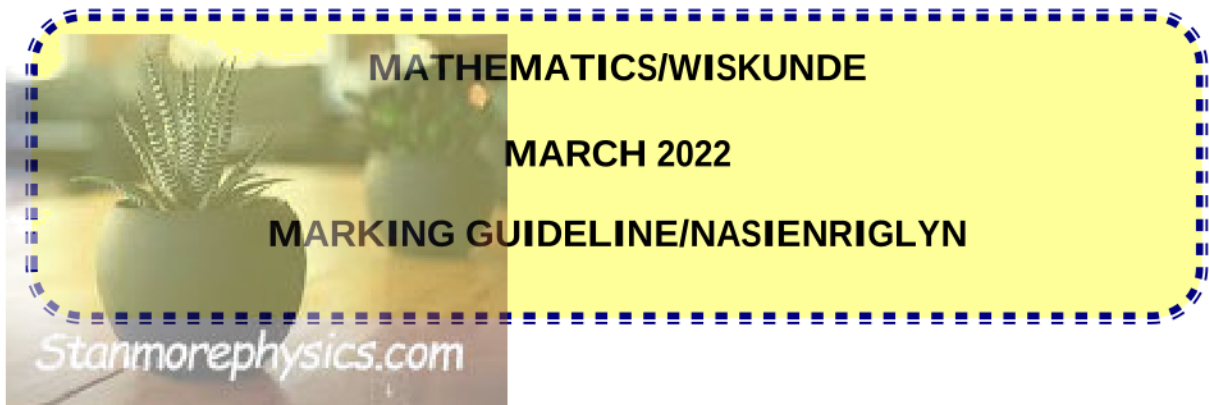 MATHEMATICS/WISKUNDE
MARCH 2022
MARKING GUIDELINE/NASIENRIGLYN
Stanmorephysics.com